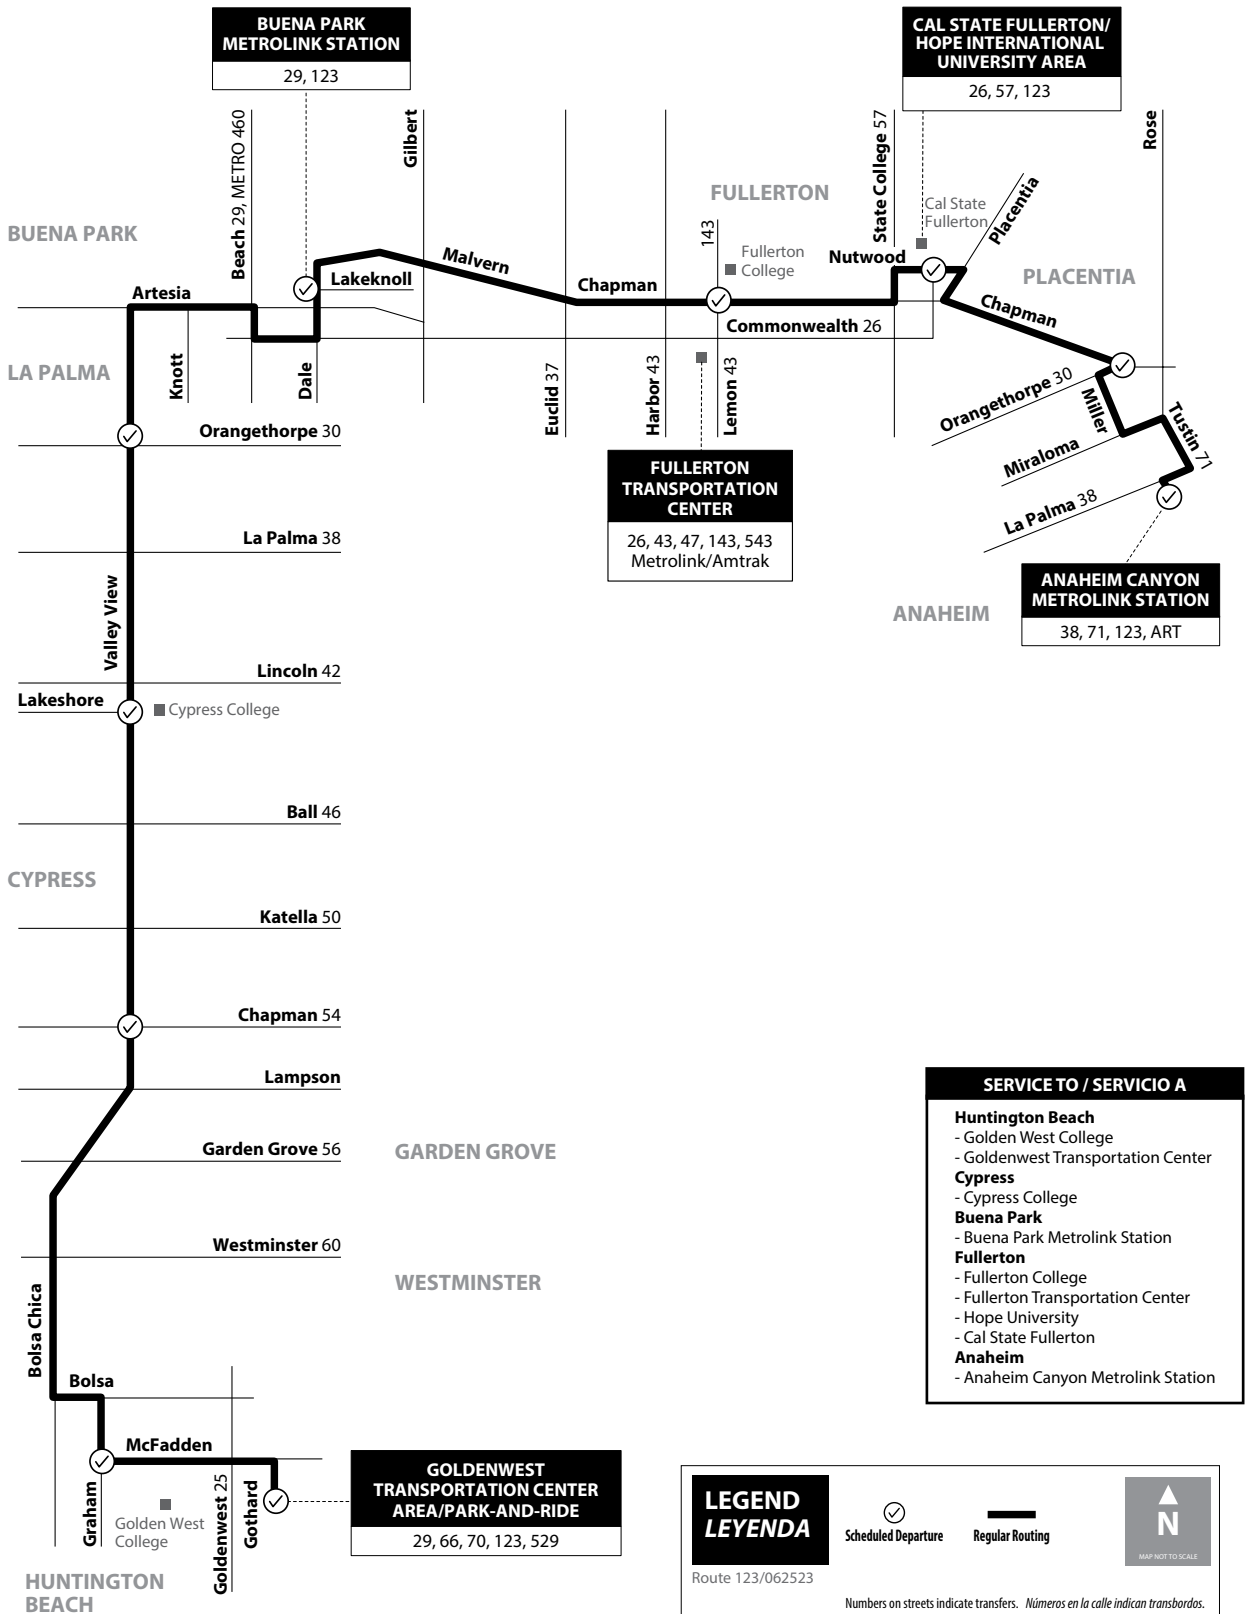 BUENA PARK
METROLINK STATION
29, 123
CAL STATE FULLERTON/
HOPE INTERNATIONAL
UNIVERSITY AREA
26, 57, 123
Beach 29, METRO 460
Gilbert
State College 57
Rose
FULLERTON
Cal State
Fullerton
Placentia
BUENA PARK
143
Fullerton
College
Malvern
Nutwood
PLACENTIA
Lakeknoll
Artesia
Chapman
Chapman
Commonwealth 26
LA PALMA
Knott
Dale
Euclid 37
Harbor 43
Lemon 43
Orangethorpe 30
Miller
Tustin 71
Orangethorpe 30
Miraloma
FULLERTON
TRANSPORTATION
CENTER
26, 43, 47, 143, 543
Metrolink/Amtrak
La Palma 38
La Palma 38
ANAHEIM CANYON
METROLINK STATION
38, 71, 123, ART
ANAHEIM
Valley View
Lincoln 42
Lakeshore
Cypress College
Ball 46
CYPRESS
Katella 50
Chapman 54
Lampson
Garden Grove 56
GARDEN GROVE
Westminster 60
WESTMINSTER
Bolsa Chica
Bolsa
McFadden
Graham
Golden West
College
Goldenwest 25
Gothard
GOLDENWEST
TRANSPORTATION CENTER
AREA/PARK-AND-RIDE
29, 66, 70, 123, 529
HUNTINGTON
BEACH
SERVICE TO / SERVICIO A
Huntington Beach
- Golden West College
- Goldenwest Transportation Center
Cypress
- Cypress College
Buena Park
- Buena Park Metrolink Station
Fullerton
- Fullerton College
- Fullerton Transportation Center
- Hope University
- Cal State Fullerton
Anaheim
- Anaheim Canyon Metrolink Station
LEGEND
LEYENDA
Scheduled Departure
Regular Routing
N
MAP NOT TO SCALE
Route 123/062523
Numbers on streets indicate transfers. Números en la calle indican transbordos.